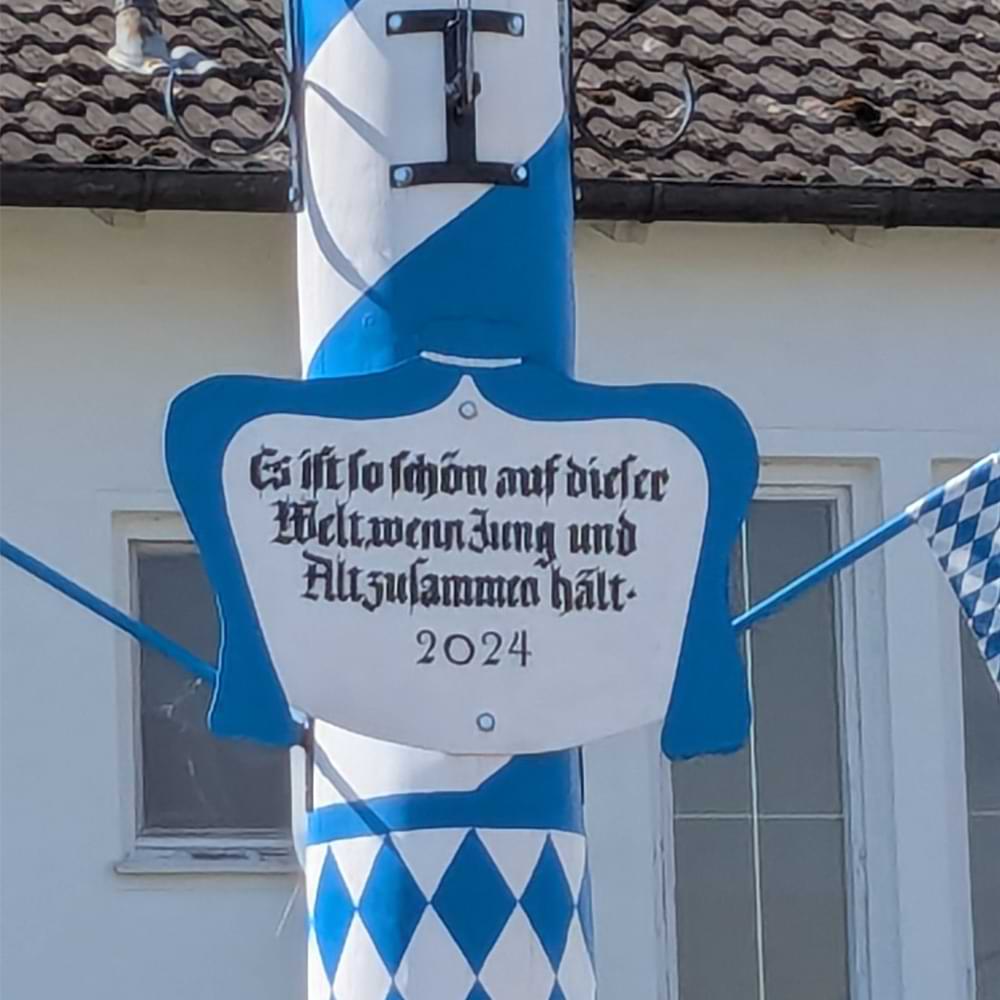 Es ist so schön auf dieser
Welt, wenn Jung und
Alt zusammen hält.
2024